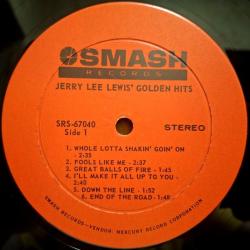 SMASH
RECORDS
JERRY LEE LEWIS' GOLDEN HITS
SRS-67040
Side 1
STEREO
1. WHOLE LOTTA SHAKIN' GOIN' ON
- 2:35
2. FOOLS LIKE ME - 2:37
3. GREAT BALLS OF FIRE - 1:45
4. I'LL MAKE IT ALL UP TO YOU -
2:40
5. DOWN THE LINE - 1:52
6. END OF THE ROAD - 1:98
SMASH RECORDS—VENDOR: MERCURY RECORD CORPORATION